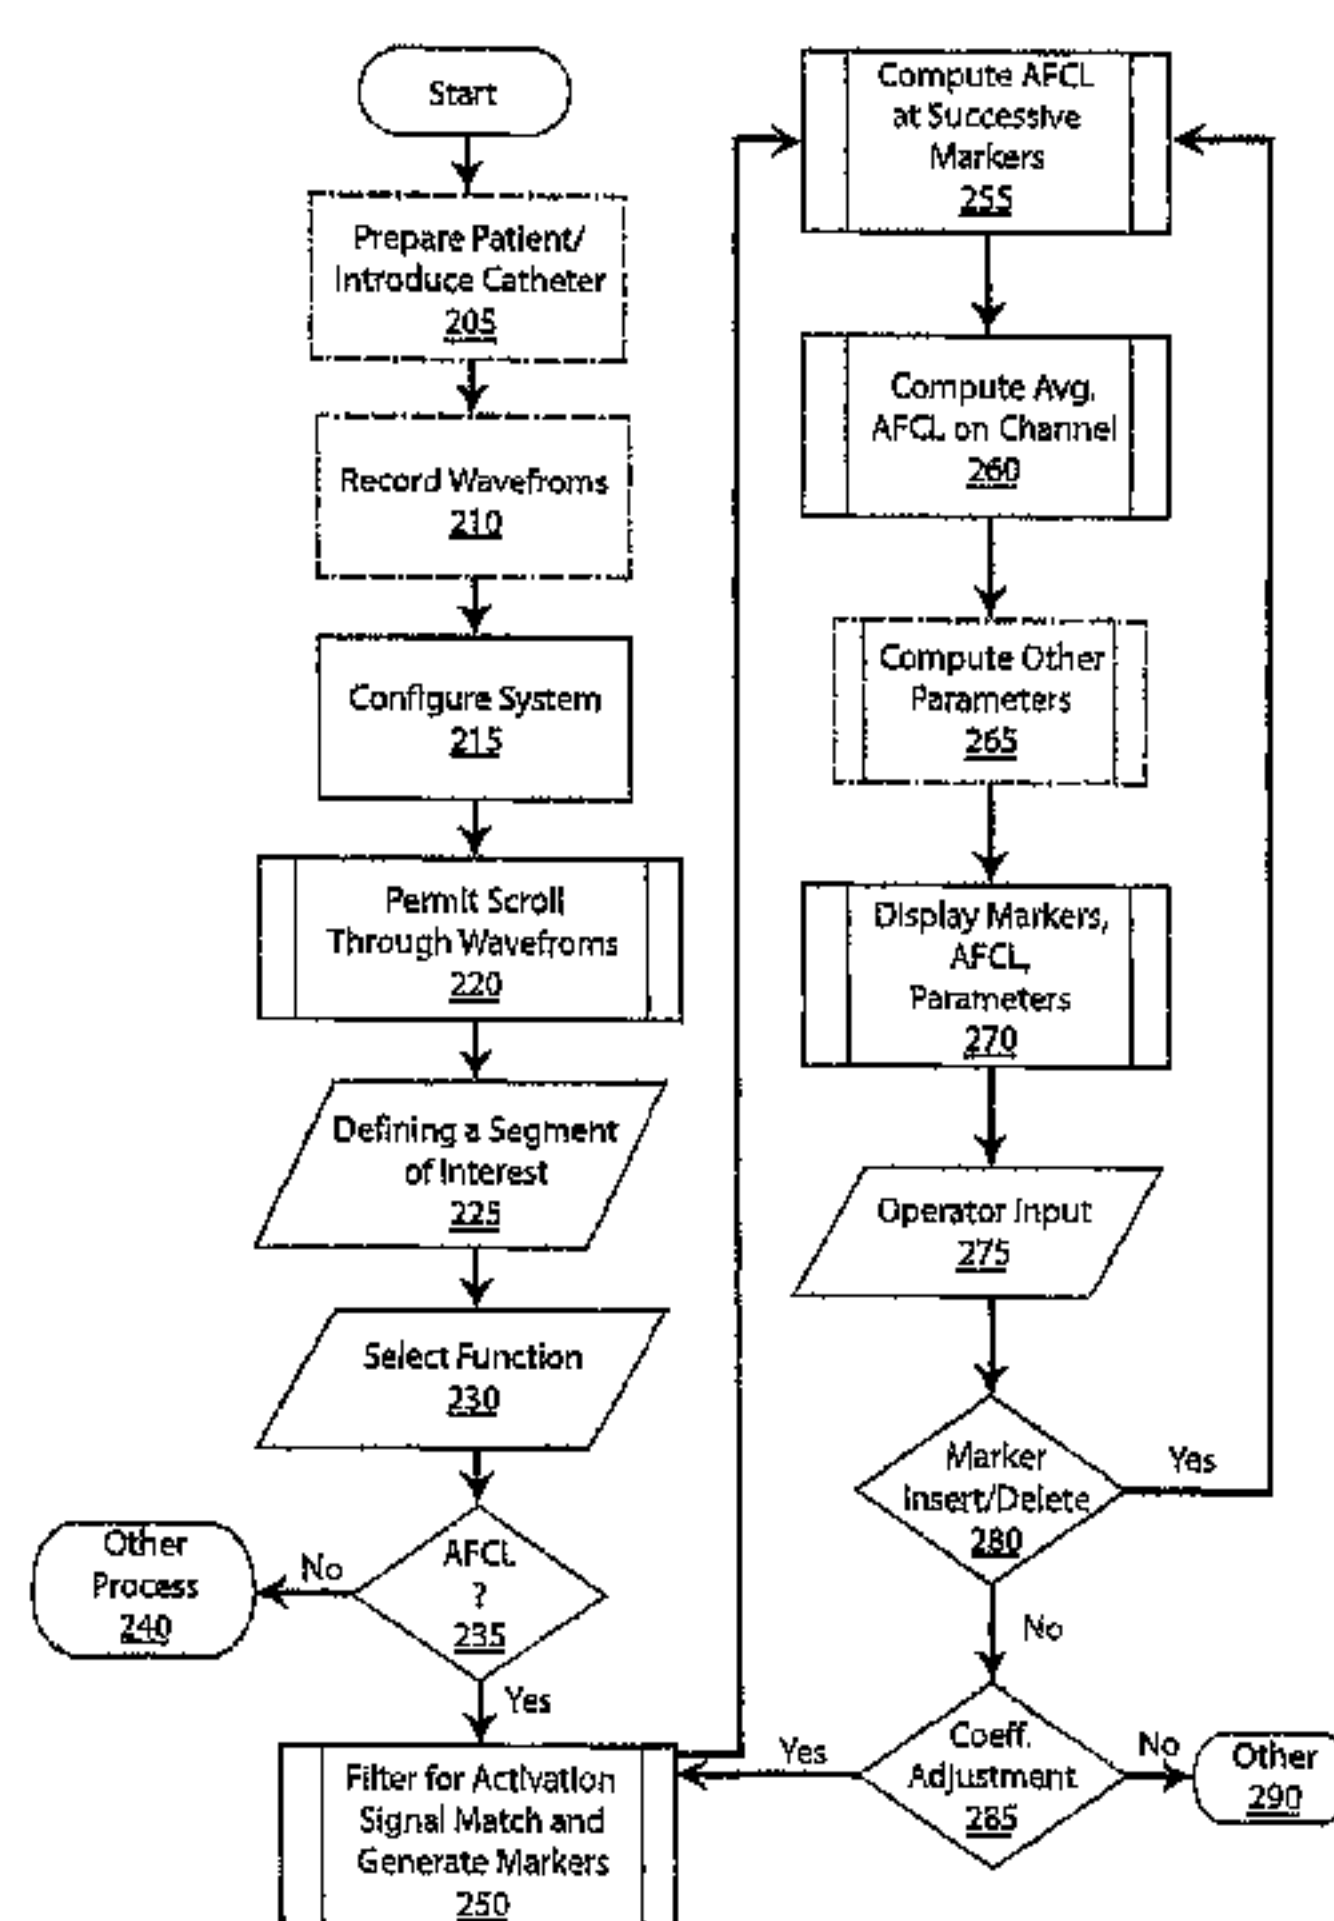 Start
Prepare Patient/
Introduce Catheter
205
Record Wavefroms
210
Configure System
215
Permit Scroll
Through Wavefroms
220
Defining a Segment
of Interest
225
Select Function
230
AFCL
?
235
No
Other
Process
240
Yes
Filter for Activation
Signal Match and
Generate Markers
250
Compute AFCL
at Successive
Markers
255
Compute Avg.
AFCL on Channel
260
Compute Other
Parameters
265
Display Markers,
AFCL,
Parameters
270
Operator Input
275
Marker
Insert/Delete
280
Yes
No
Coeff.
Adjustment
285
Yes
No
Other
290